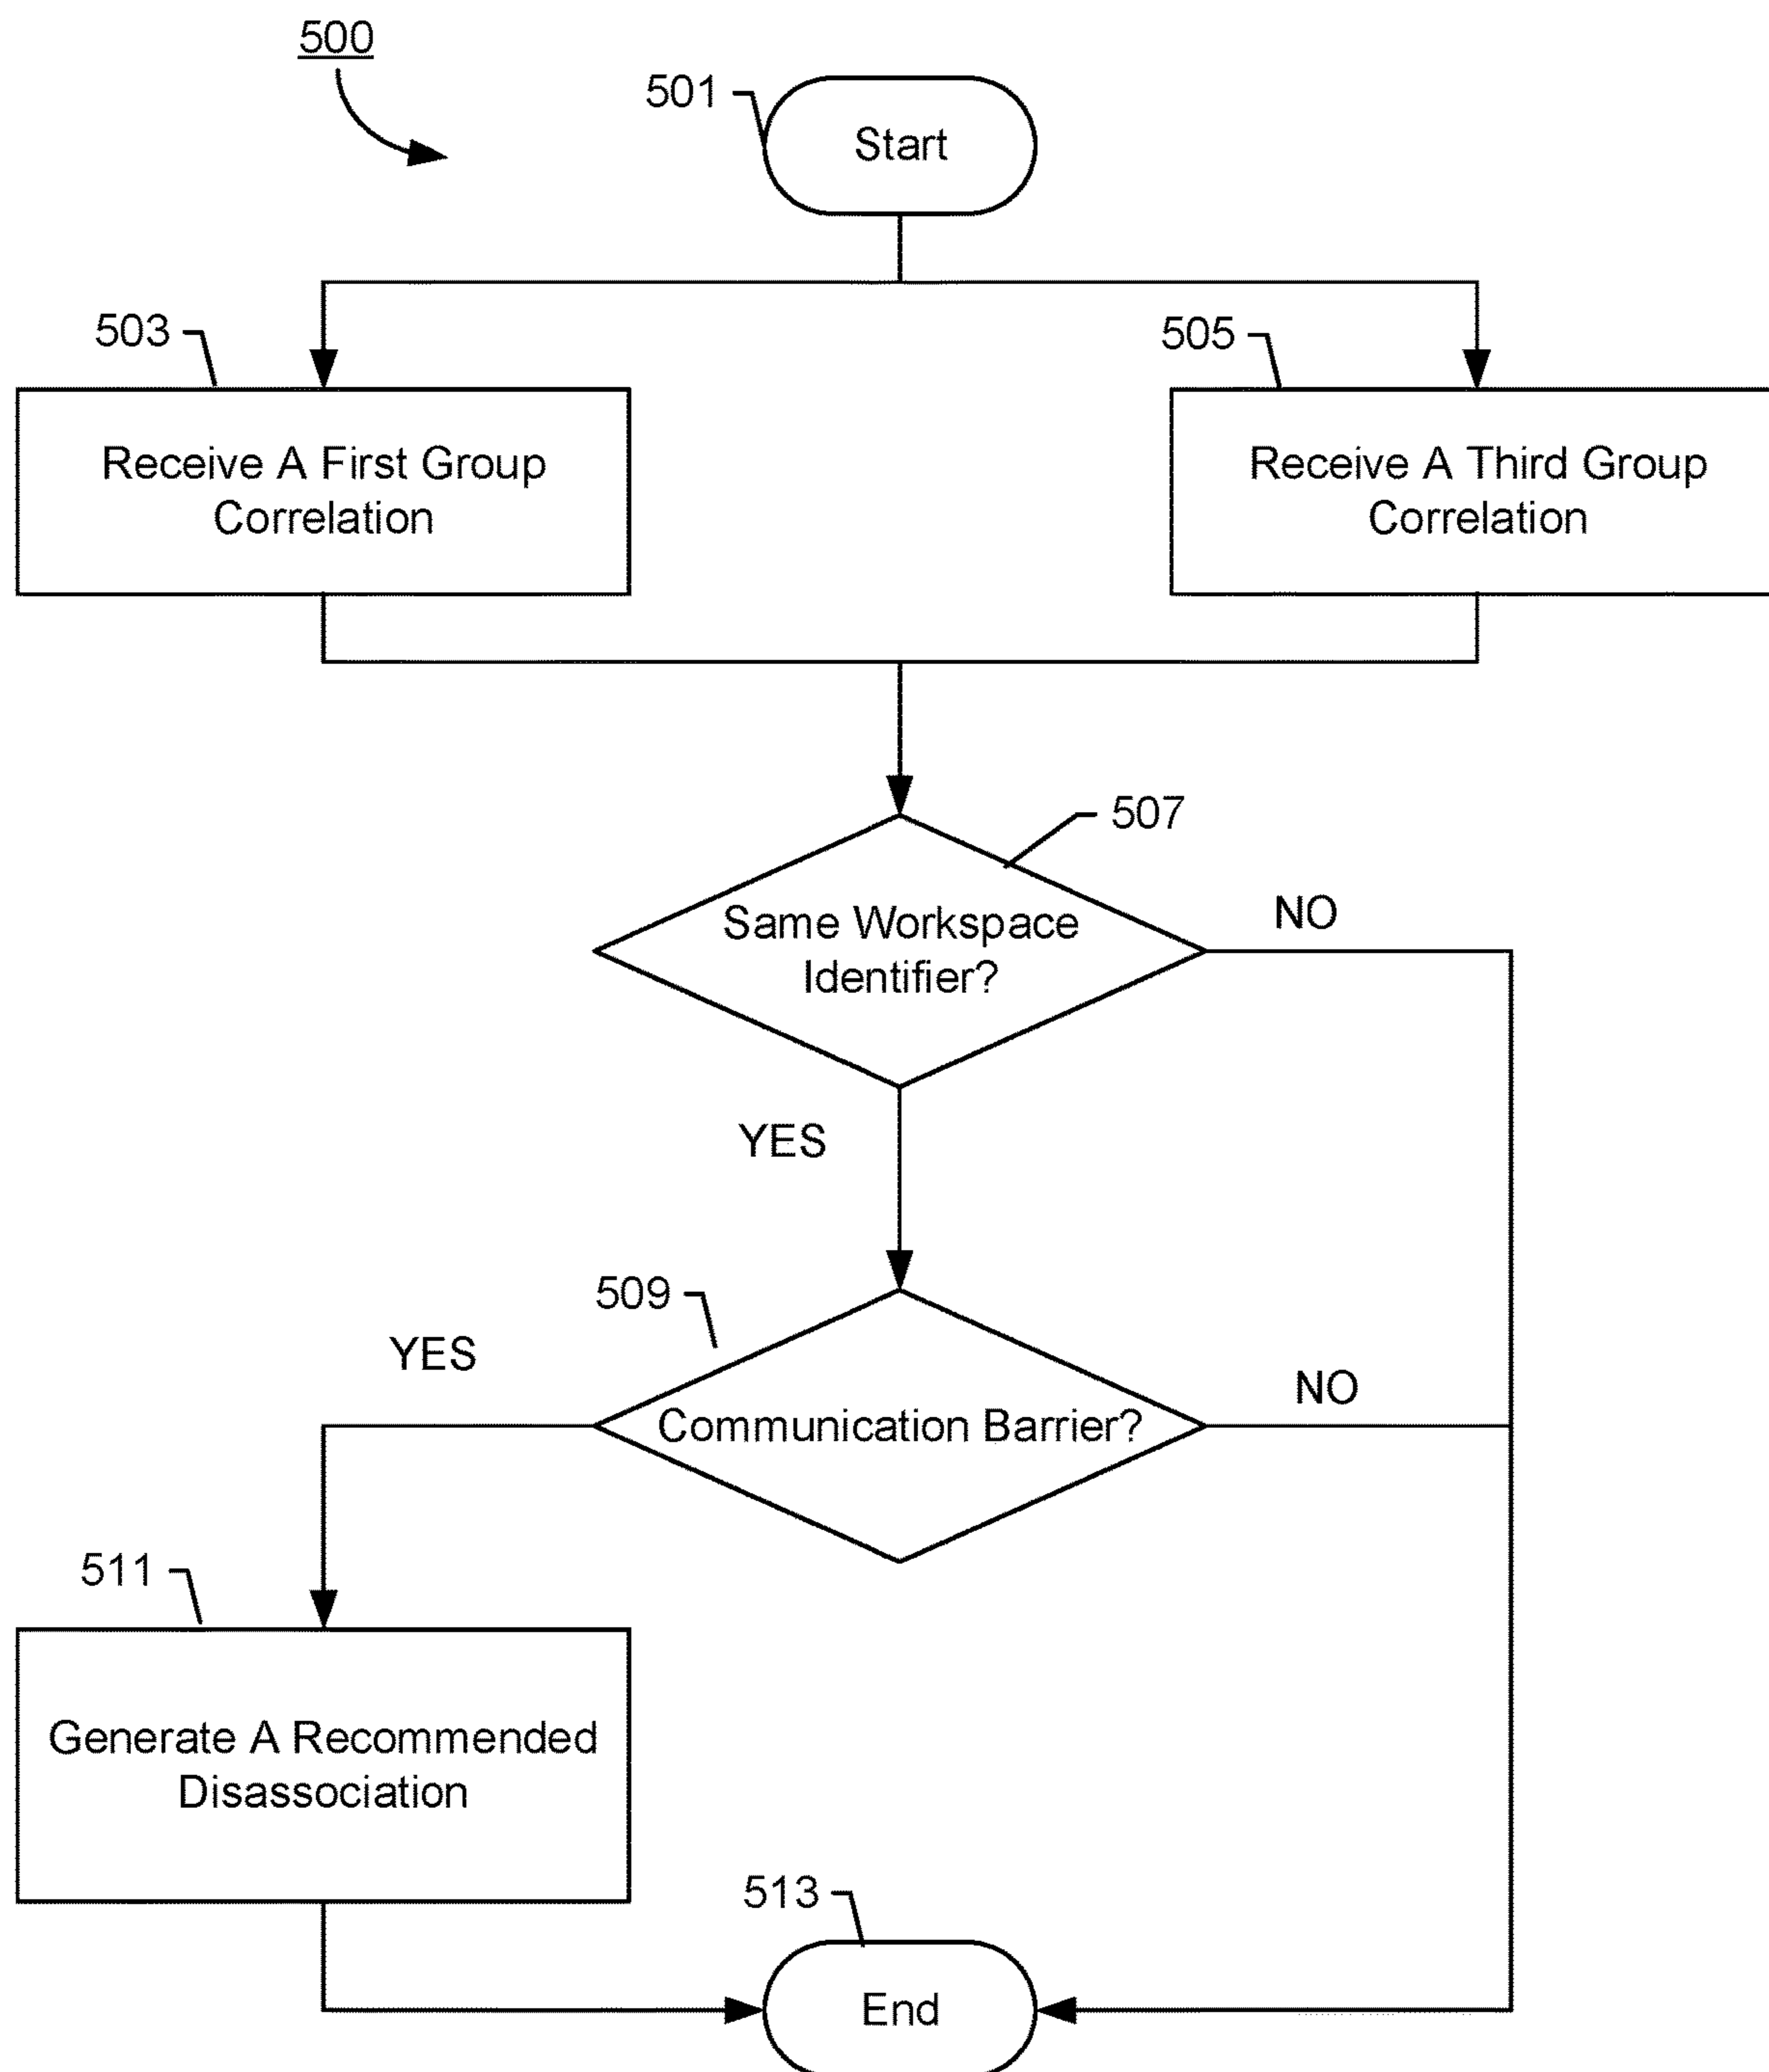 500
501
Start
503
505
Receive A First Group
Correlation
Receive A Third Group
Correlation
507
Same Workspace
Identifier?
NO
YES
509
YES
Communication Barrier?
NO
511
Generate A Recommended
Disassociation
513
End